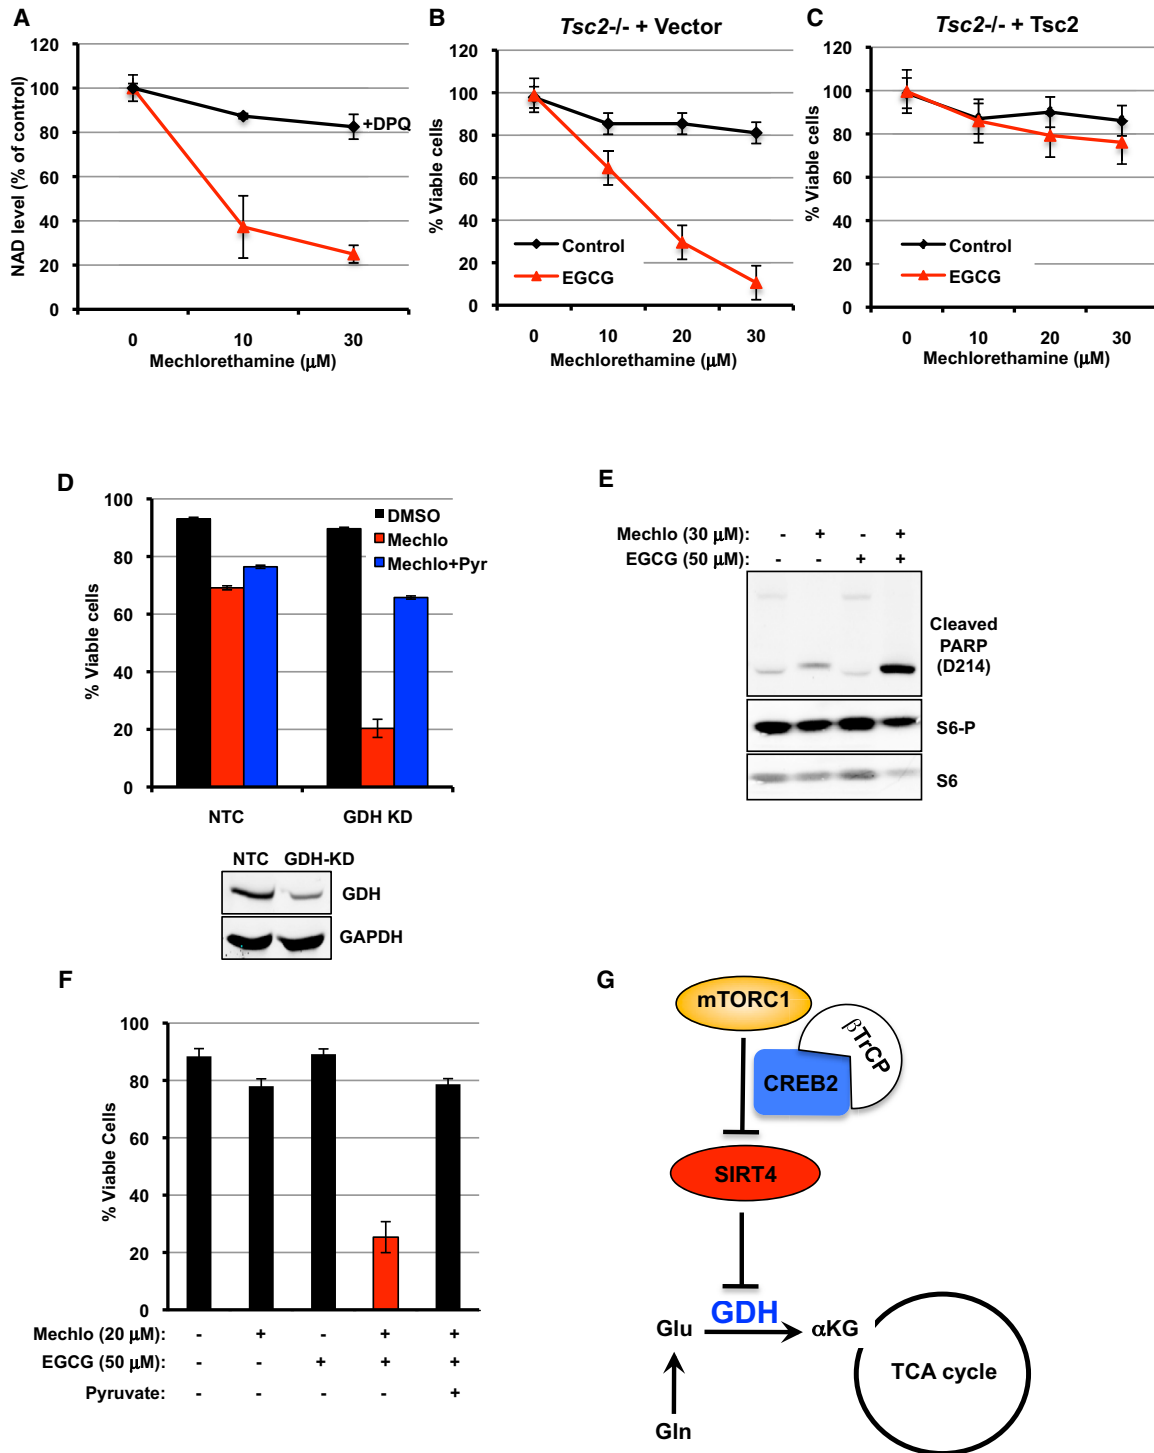 A
NAD level (% of control)
120
100
80
60
40
20
0
+DPQ
0 10 30
Mechlorethamine (μM)
B
Tsc2-/- + Vector
% Viable cells
120
100
80
60
40
20
0
Control
EGCG
0 10 20 30
Mechlorethamine (μM)
C
Tsc2-/- + Tsc2
% Viable cells
120
100
80
60
40
20
0
Control
EGCG
0 10 20 30
Mechlorethamine (μM)
D
% Viable cells
100
80
60
40
20
0
DMSO
Mechlo
Mechlo+Pyr
NTC GDH KD
NTC GDH-KD
GDH
GAPDH
E
Mechlo (30 μM): - + - +
EGCG (50 μM): - - + +
Cleaved
PARP
(D214)
S6-P
S6
F
% Viable Cells
100
80
60
40
20
0
Mechlo (20 μM): - + - + +
EGCG (50 μM): - - + + +
Pyruvate: - - - - +
G
mTORC1
βTrCP
CREB2
SIRT4
GDH
Glu αKG
TCA cycle
Gln